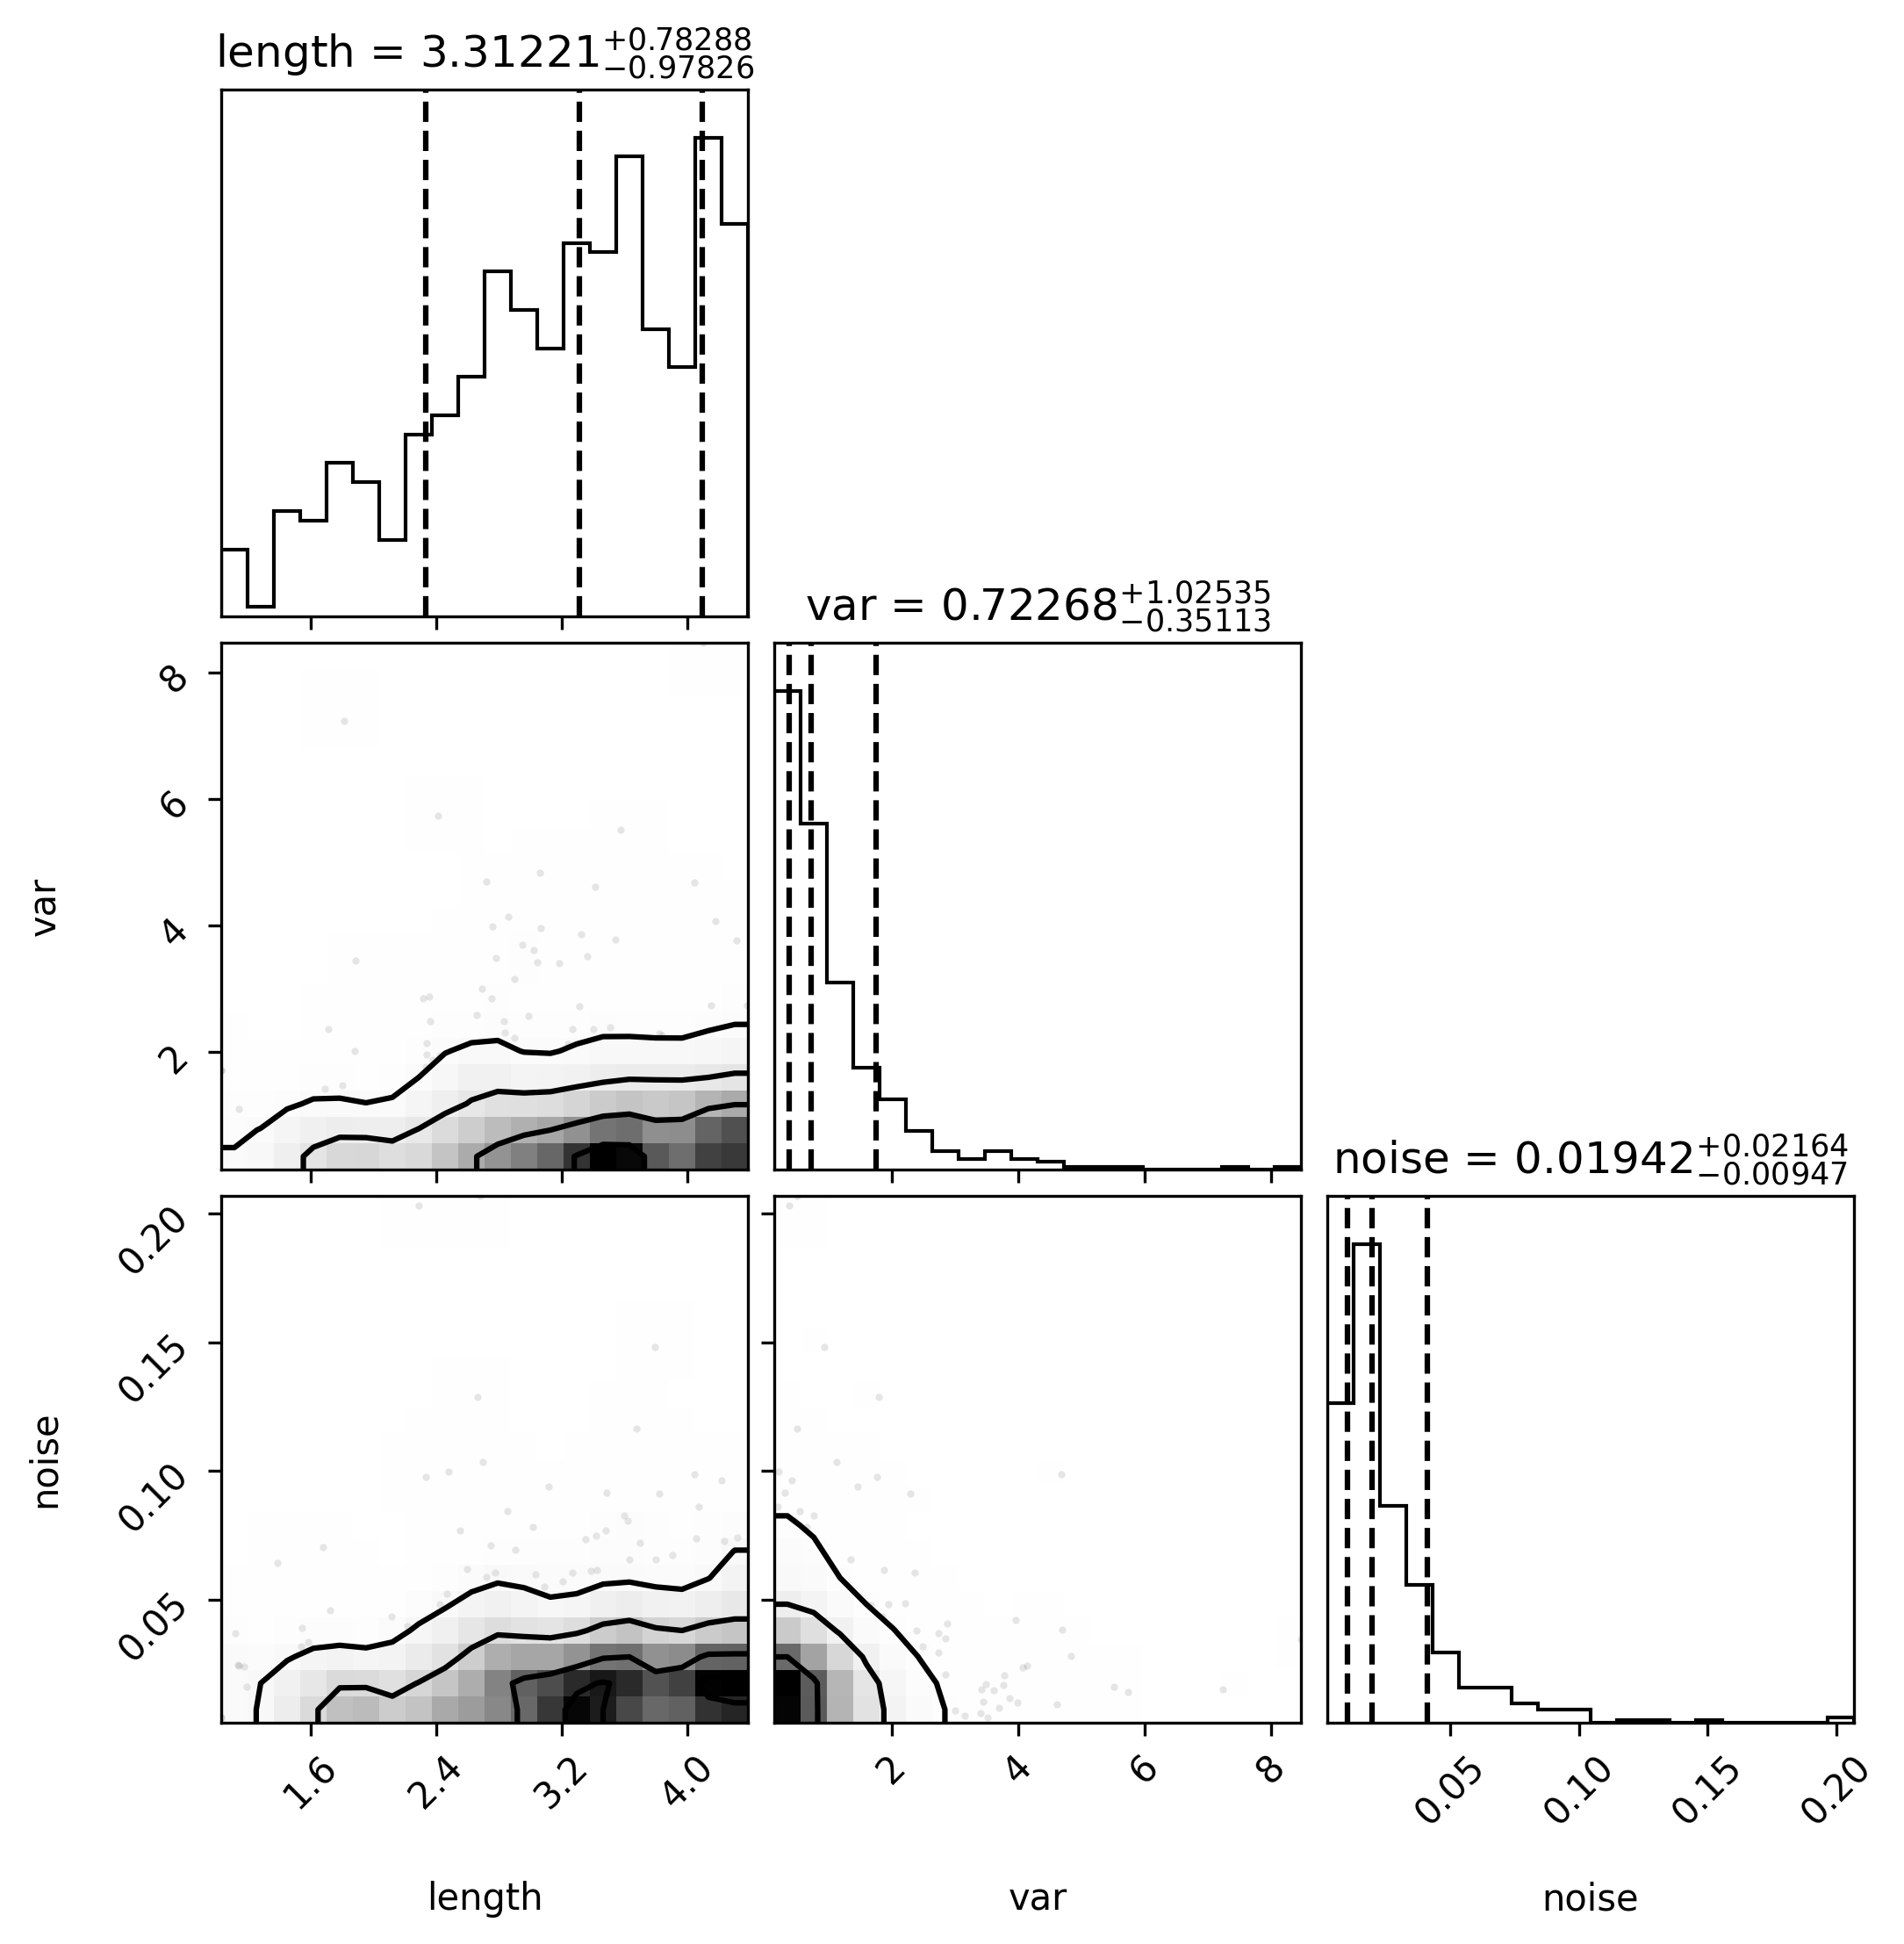 length = 3.31221+0.78288−0.97826
var = 0.72268+1.02535−0.35113
8
6
4
2
var
noise = 0.01942+0.02164−0.00947
0.20
0.15
0.10
0.05
noise
1.6 2.4 3.2 4.0
2 4 6 8
0.05 0.10 0.15 0.20
length var noise